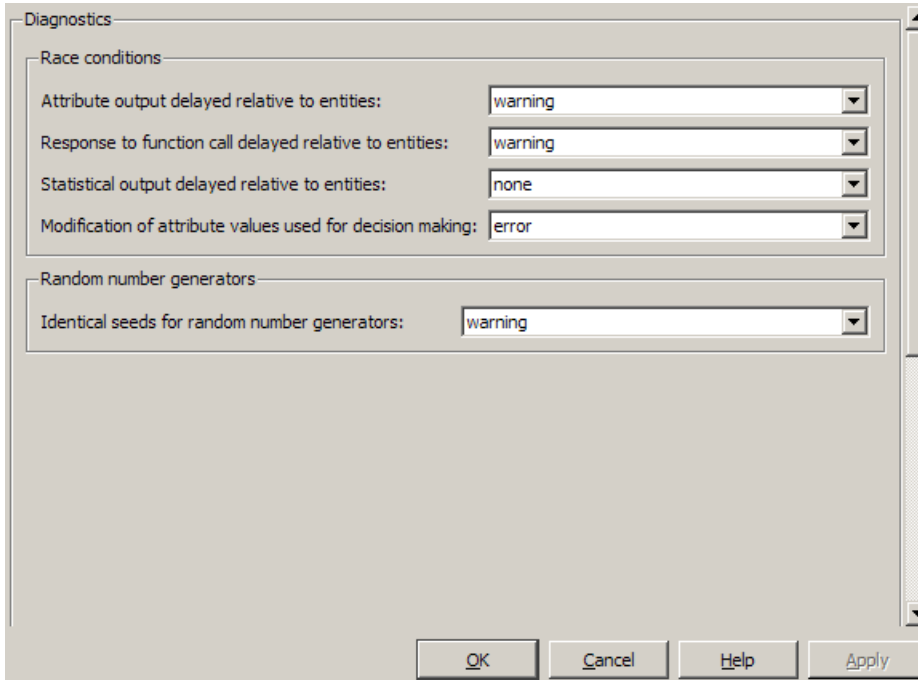 Diagnostics
Race conditions
Attribute output delayed relative to entities: warning
Response to function call delayed relative to entities: warning
Statistical output delayed relative to entities: none
Modification of attribute values used for decision making: error
Random number generators
Identical seeds for random number generators: warning
OK Cancel Help Apply